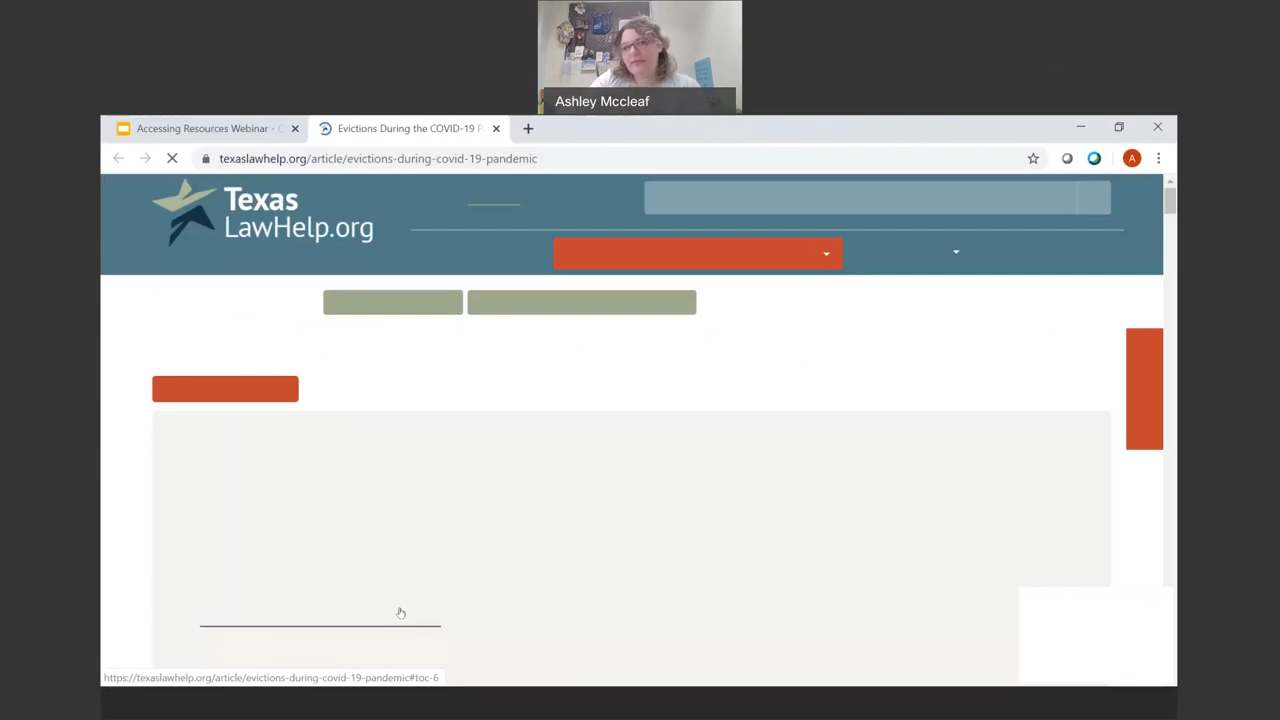 Ashley Mccleaf
Accessing Resources Webinar -
Evictions During the COVID-19
texaslawhelp.org/article/evictions-during-covid-19-pandemic
A
Texas
LawHelp.org
https://texaslawhelp.org/article/evictions-during-covid-19-pandemic#toc-6